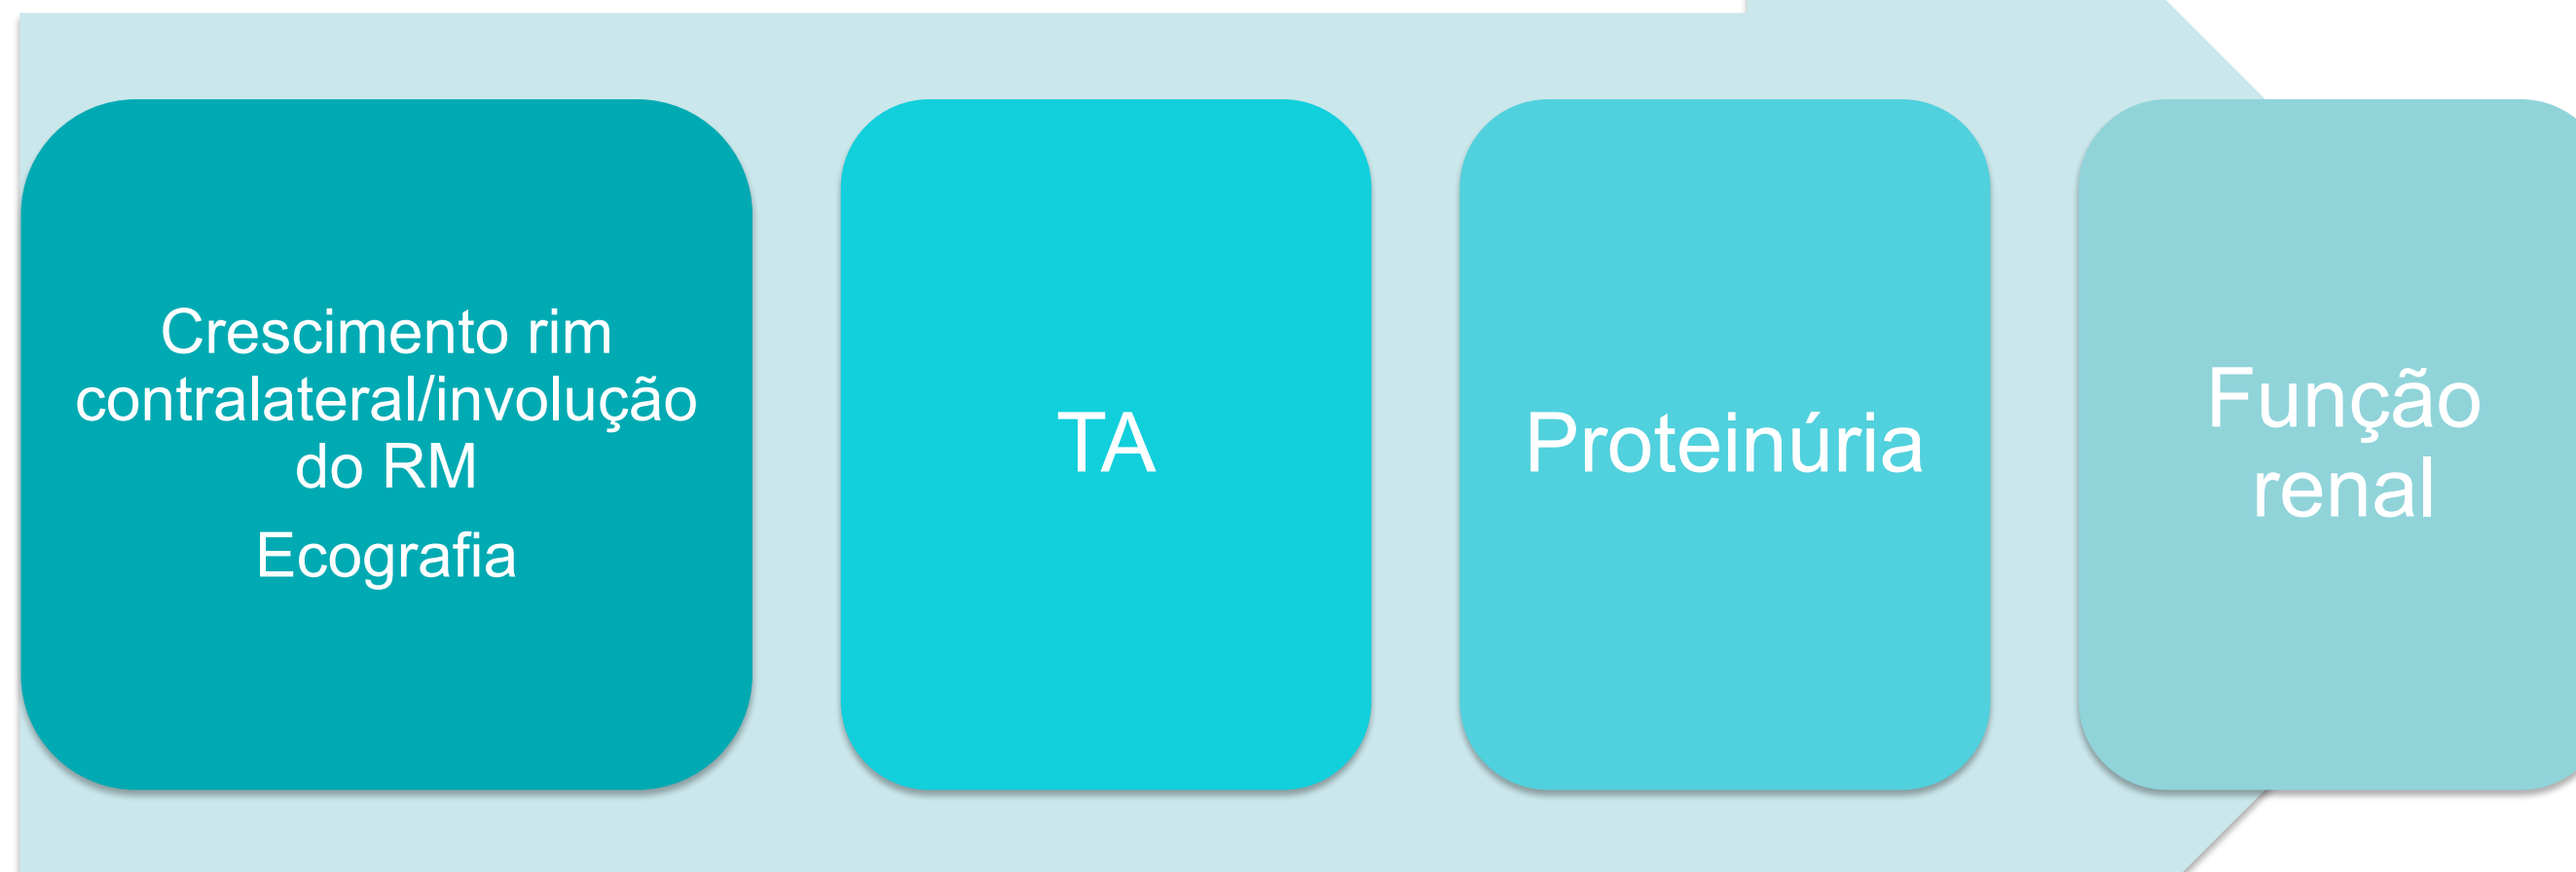 Crescimento rim
contralateral/involução
do RM
Ecografia
TA
Proteinúria
Função
renal